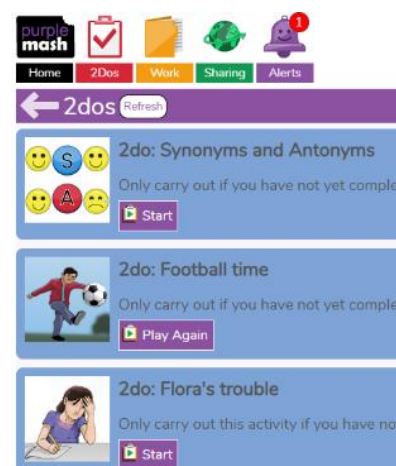 purple
mash
1
Home 2Dos Work Sharing Alerts
2dos Refresh
S
A
2do: Synonyms and Antonyms
Only carry out if you have not yet comple
Start
2do: Football time
Only carry out if you have not yet comple
Play Again
2do: Flora's trouble
Only carry out this activity if you have no
Start